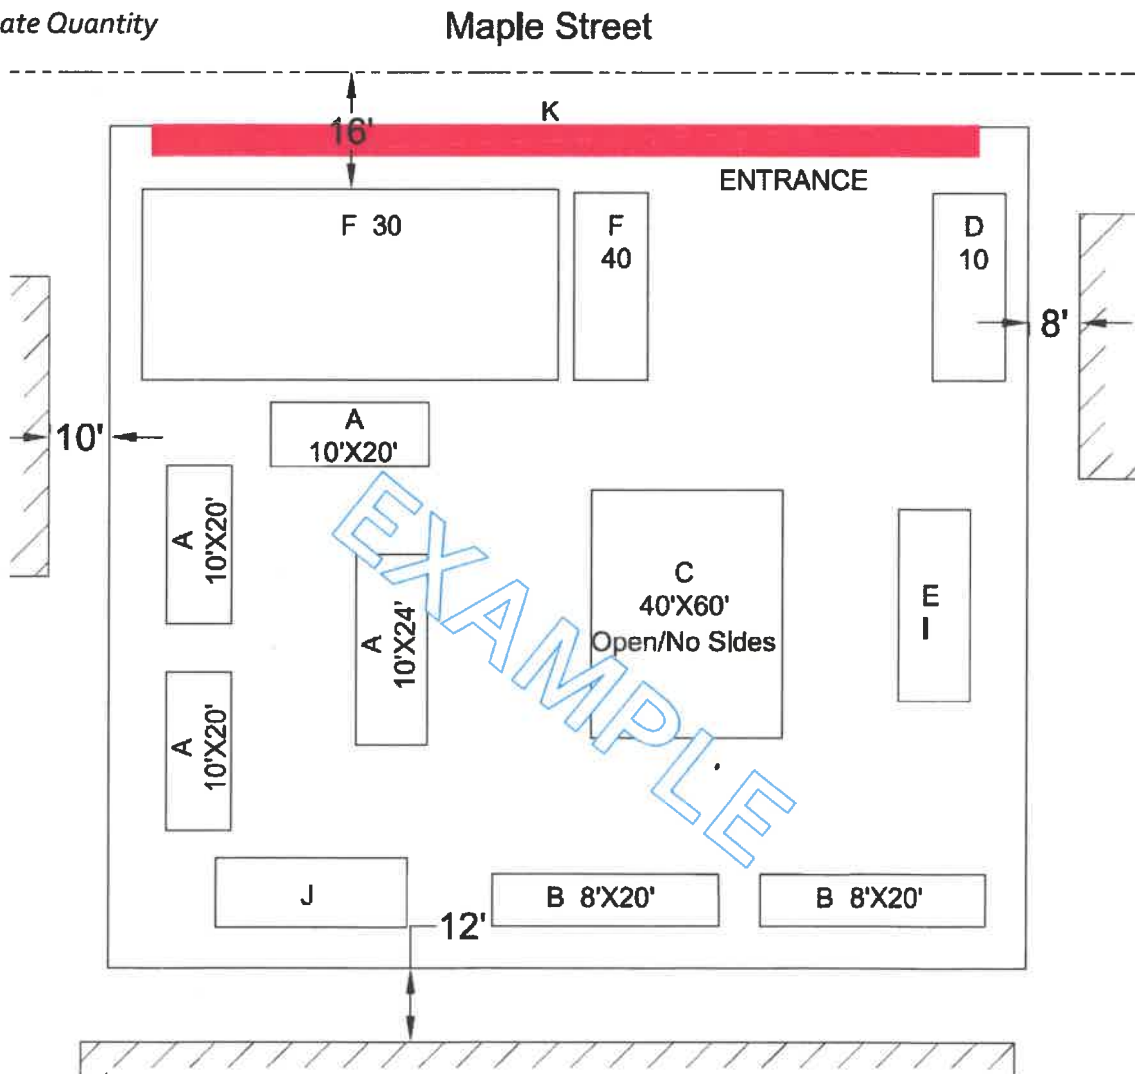 ate Quantity
Maple Street
K
16'
ENTRANCE
F 30
F
40
D
10
8'
10'
A
10'X20'
A
10'X20'
A
10'X24'
C
40'X60'
Open/No Sides
E
I
A
10'X20'
J
B 8'X20'
B 8'X20'
12'
EXAMPLE